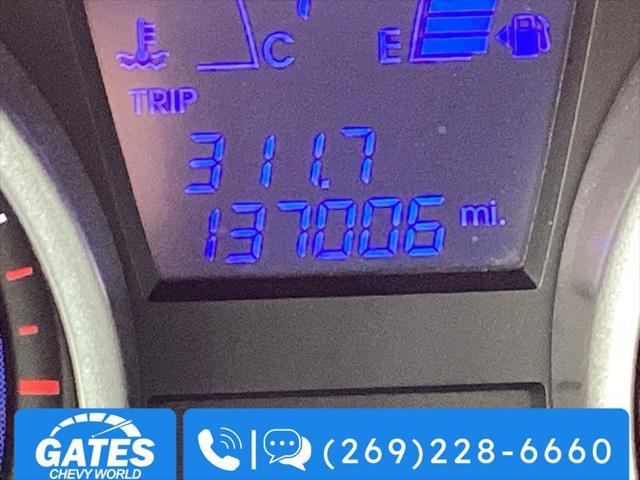 C E
TRIP
311.7
137006 mi.
GATES
CHEVY WORLD
(269)228-6660